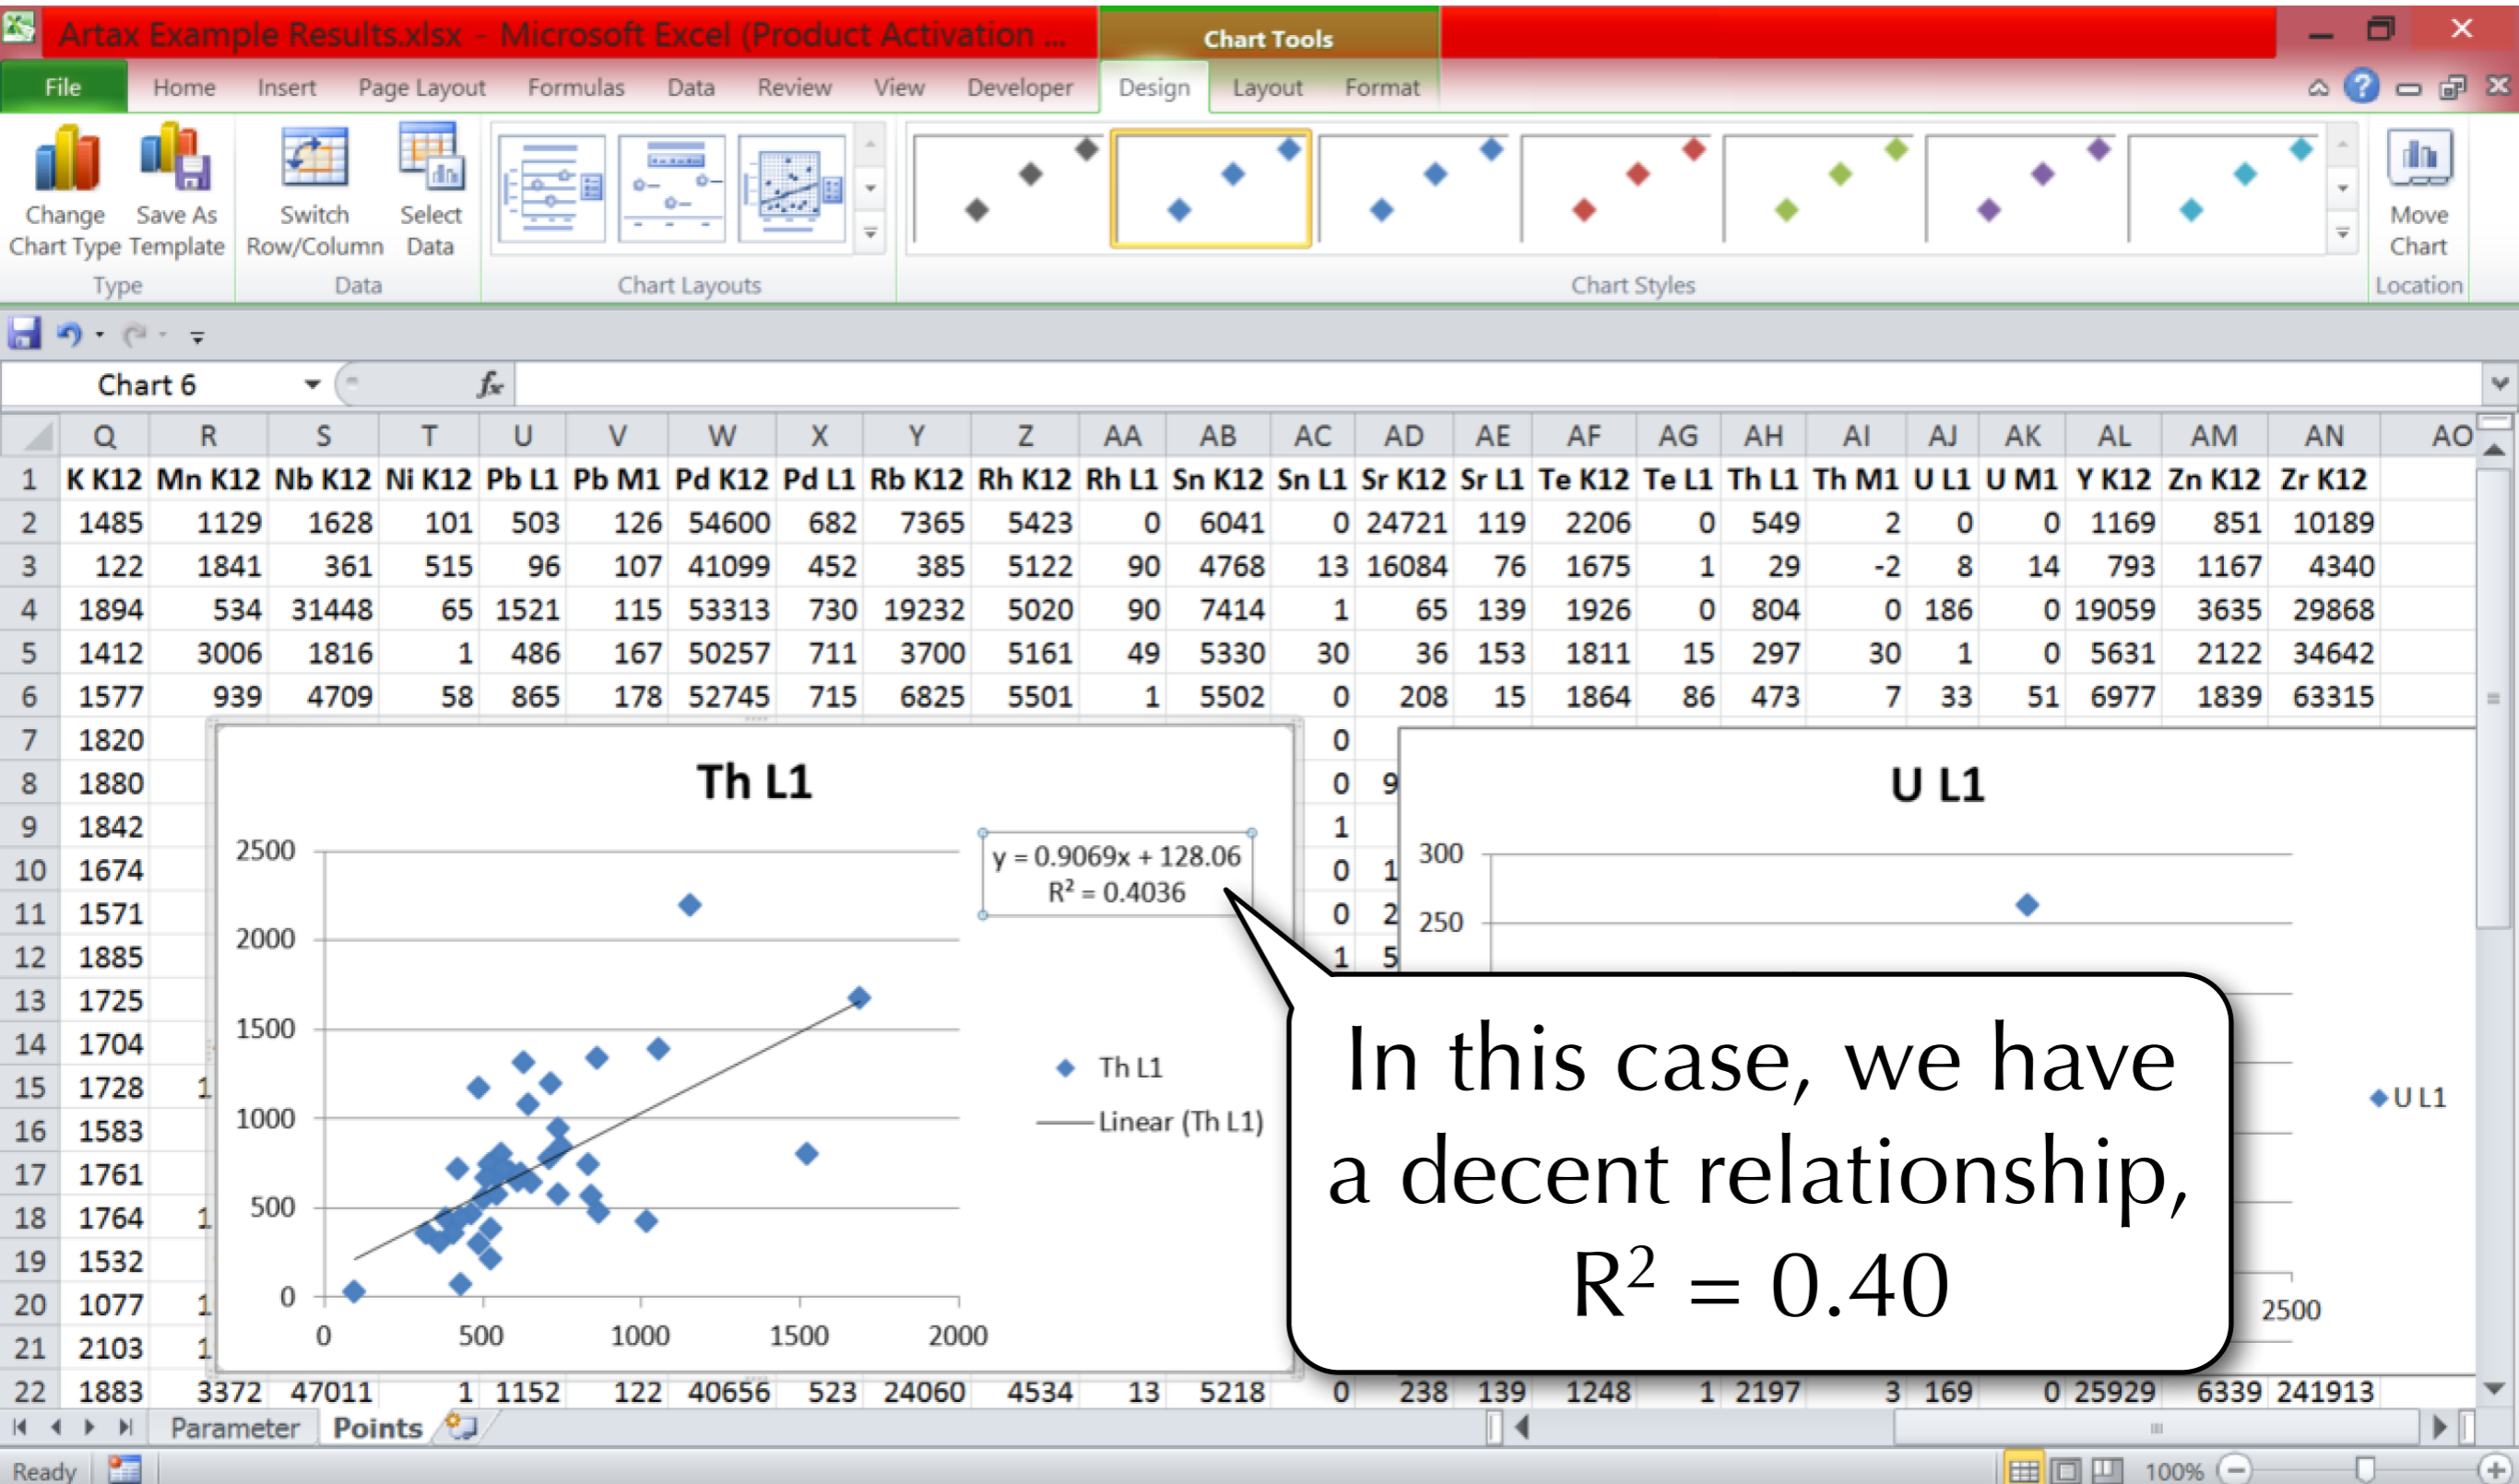 Artax Example Results.xlsx - Microsoft Excel (Product Activation ...
Chart Tools
File Home Insert Page Layout Formulas Data Review View Developer Design Layout Format
Change Chart Type
Save As Template
Switch Row/Column
Select Data
Move Chart
Type Data Chart Layouts Chart Styles Location
Chart 6 fx
Q R S T U V W X Y Z AA AB AC AD AE AF AG AH AI AJ AK AL AM AN AO
1 K K12 Mn K12 Nb K12 Ni K12 Pb L1 Pb M1 Pd K12 Pd L1 Rb K12 Rh K12 Rh L1 Sn K12 Sn L1 Sr K12 Sr L1 Te K12 Te L1 Th L1 Th M1 U L1 U M1 Y K12 Zn K12 Zr K12
2 1485 1129 1628 101 503 126 54600 682 7365 5423 0 6041 0 24721 119 2206 0 549 2 0 0 1169 851 10189
3 122 1841 361 515 96 107 41099 452 385 5122 90 4768 13 16084 76 1675 1 29 -2 8 14 793 1167 4340
4 1894 534 31448 65 1521 115 53313 730 19232 5020 90 7414 1 65 139 1926 0 804 0 186 0 19059 3635 29868
5 1412 3006 1816 1 486 167 50257 711 3700 5161 49 5330 30 36 153 1811 15 297 30 1 0 5631 2122 34642
6 1577 939 4709 58 865 178 52745 715 6825 5501 1 5502 0 208 15 1864 86 473 7 33 51 6977 1839 63315
7 1820 0
8 1880 0 9
9 1842 1
10 1674 0 1
11 1571 0 2
12 1885 1 5
13 1725
14 1704
15 1728 1
16 1583
17 1761
18 1764 1
19 1532
20 1077 1
21 2103 1
22 1883 3372 47011 1 1152 122 40656 523 24060 4534 13 5218 0 238 139 1248 1 2197 3 169 0 25929 6339 241913
Th L1
y = 0.9069x + 128.06
R² = 0.4036
2500
2000
1500
1000
500
0
0 500 1000 1500 2000
Th L1
Linear (Th L1)
U L1
300
250
U L1
2500
In this case, we have
a decent relationship,
R² = 0.40
Parameter Points
Ready 100%